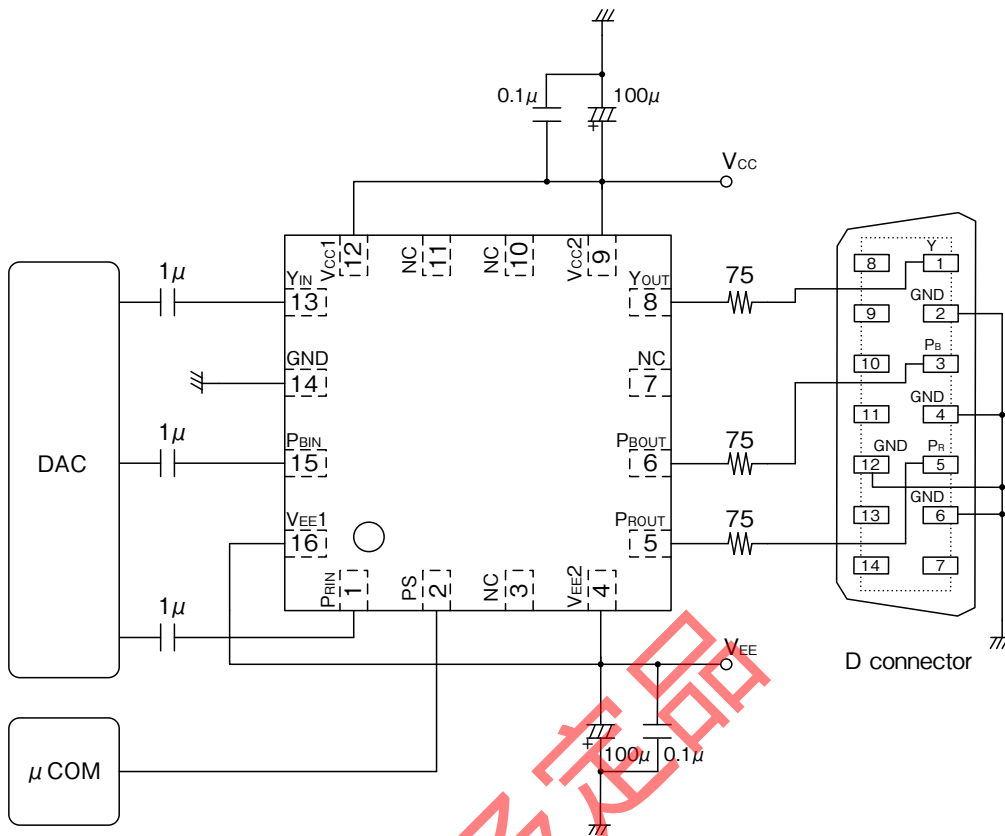 0.1μ
100μ
+
VCC
VCC1
12
NC
11
NC
10
VCC2
9
DAC
1μ
YIN
13
GND
14
1μ
PBIN
15
VEE1
16
1μ
PRIN
1
PS
2
NC
3
VEE2
4
YOUT
8
75
NC
7
PBOUT
6
75
PROUT
5
75
8
Y
1
9
GND
2
10
PB
3
11
GND
4
GND
12
PR
5
13
GND
6
14
7
D connector
VEE
+
100μ
0.1μ
μ COM
定品